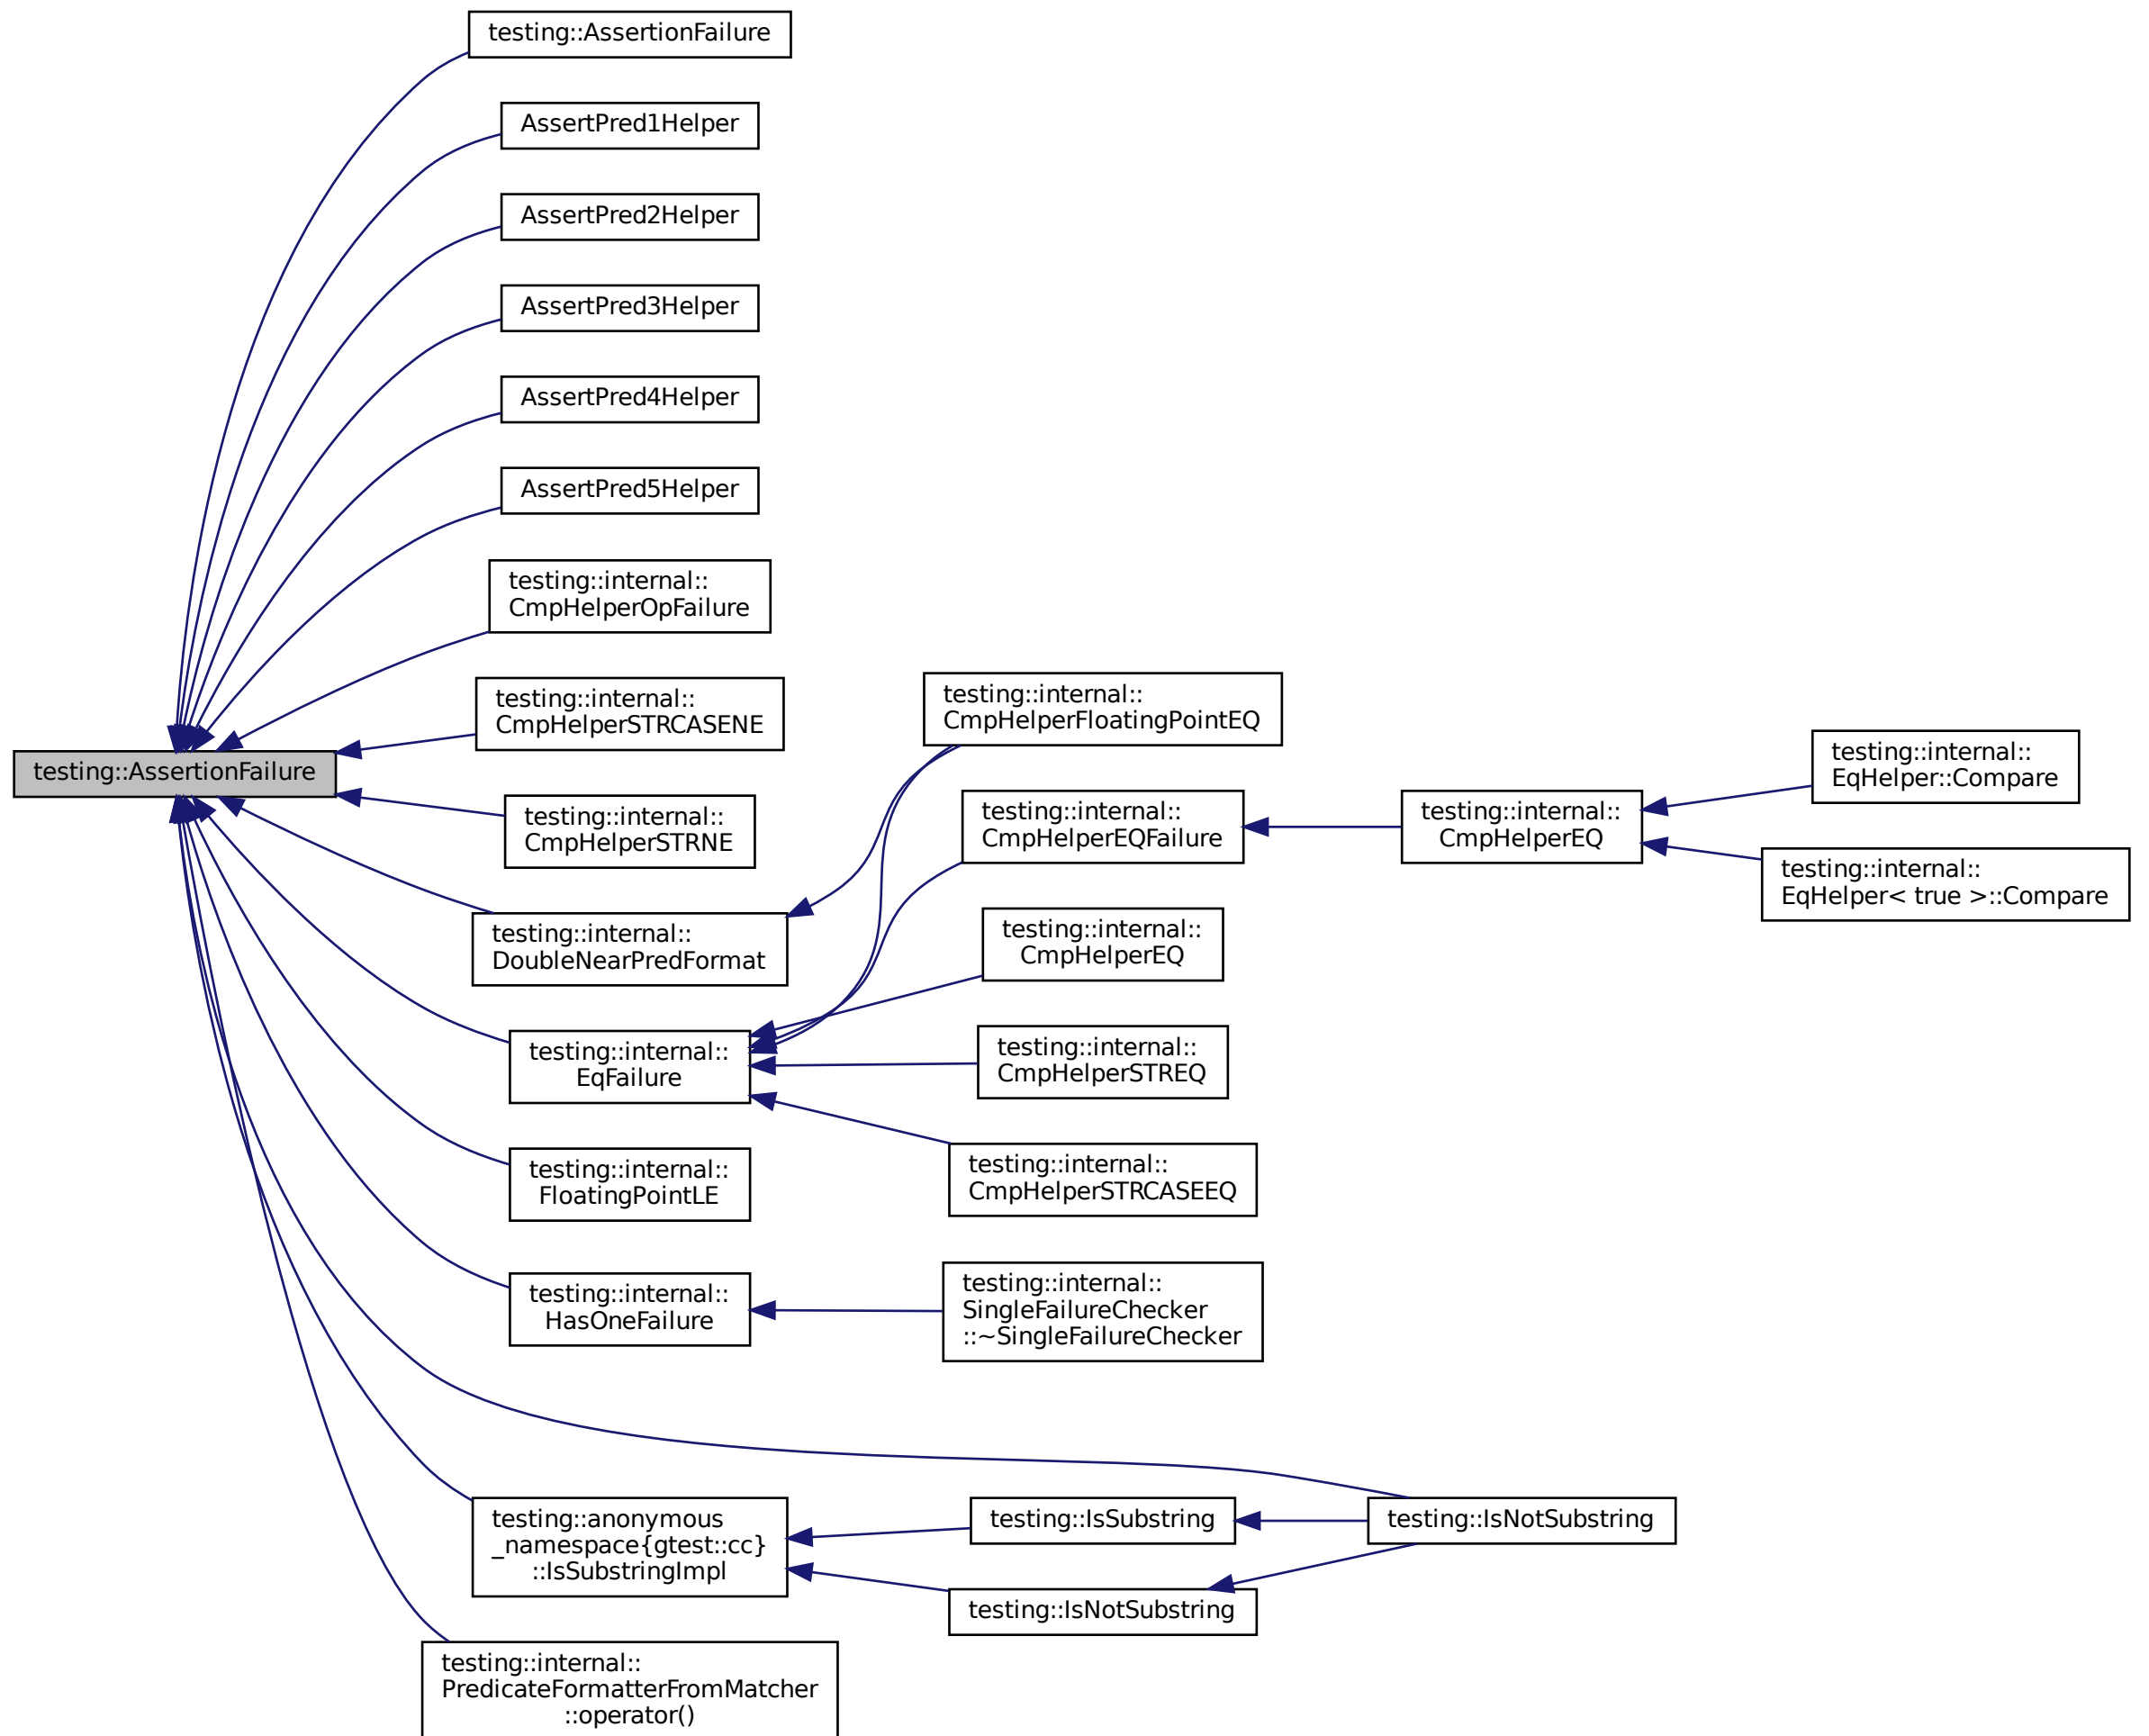 testing::AssertionFailure
AssertPred1Helper
AssertPred2Helper
AssertPred3Helper
AssertPred4Helper
AssertPred5Helper
testing::internal::
CmpHelperOpFailure
testing::internal::
CmpHelperSTRCASENE
testing::AssertionFailure
testing::internal::
CmpHelperSTRNE
testing::internal::
DoubleNearPredFormat
testing::internal::
EqFailure
testing::internal::
FloatingPointLE
testing::internal::
HasOneFailure
testing::anonymous
_namespace{gtest::cc}
::IsSubstringImpl
testing::internal::
PredicateFormatterFromMatcher
::operator()
testing::internal::
CmpHelperFloatingPointEQ
testing::internal::
CmpHelperEQFailure
testing::internal::
CmpHelperEQ
testing::internal::
CmpHelperSTREQ
testing::internal::
CmpHelperSTRCASEEQ
testing::internal::
SingleFailureChecker
::~SingleFailureChecker
testing::IsSubstring
testing::IsNotSubstring
testing::internal::
CmpHelperEQ
testing::IsNotSubstring
testing::internal::
EqHelper::Compare
testing::internal::
EqHelper< true >::Compare